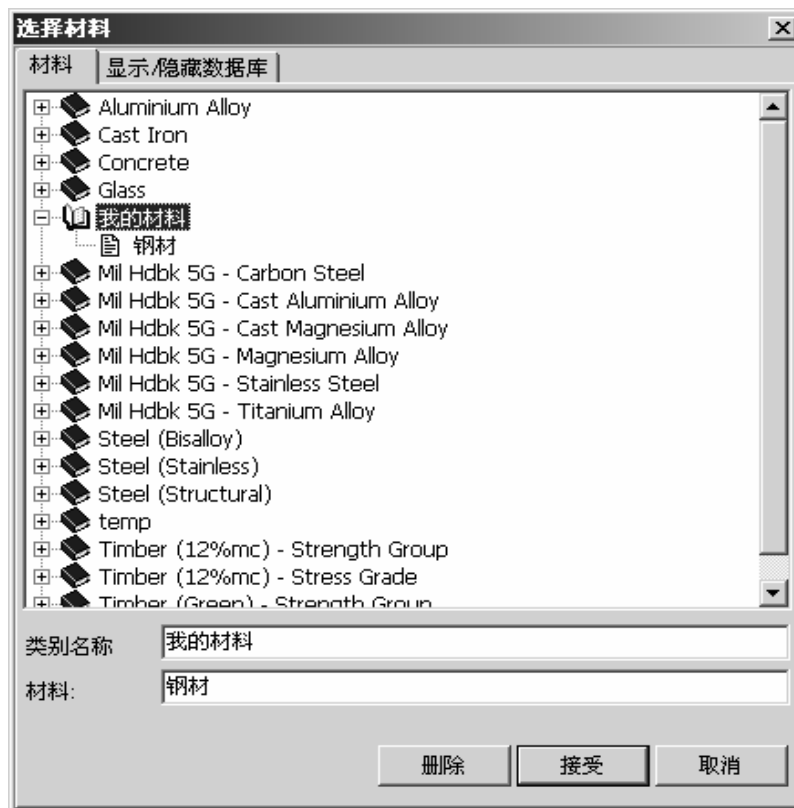 选择材料
材料 显示/隐藏数据库
Aluminium Alloy
Cast Iron
Concrete
Glass
我的材料
钢材
Mil Hdbk 5G - Carbon Steel
Mil Hdbk 5G - Cast Aluminium Alloy
Mil Hdbk 5G - Cast Magnesium Alloy
Mil Hdbk 5G - Magnesium Alloy
Mil Hdbk 5G - Stainless Steel
Mil Hdbk 5G - Titanium Alloy
Steel (Bisalloy)
Steel (Stainless)
Steel (Structural)
temp
Timber (12%mc) - Strength Group
Timber (12%mc) - Stress Grade
Timber (Green) - Strength Group
类别名称 我的材料
材料: 钢材
删除 接受 取消